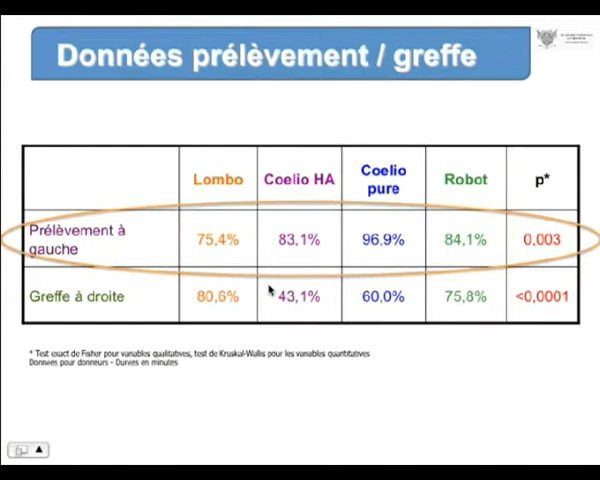 Données prélèvement / greffe
Lombo Coelio HA Coelio pure Robot p*
Prélèvement à gauche 75,4% 83,1% 96,9% 84,1% 0,003
Greffe à droite 80,6% 43,1% 60,0% 75,8% <0,0001
* Test exact de Fisher pour variables qualitatives, test de Kruskal-Wallis pour les variables quantitatives
Données pour donneurs - Durées en minutes